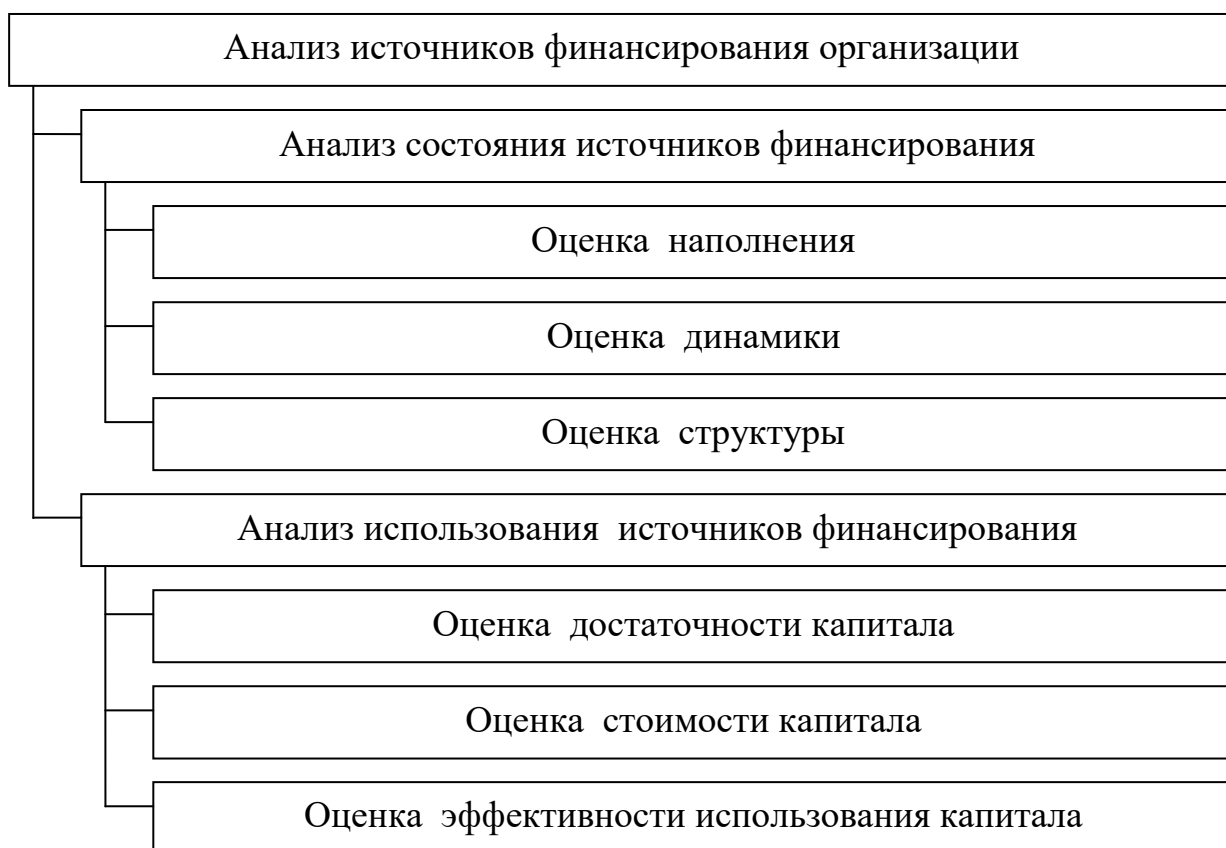 Анализ источников финансирования организации
Анализ состояния источников финансирования
Оценка наполнения
Оценка динамики
Оценка структуры
Анализ использования источников финансирования
Оценка достаточности капитала
Оценка стоимости капитала
Оценка эффективности использования капитала